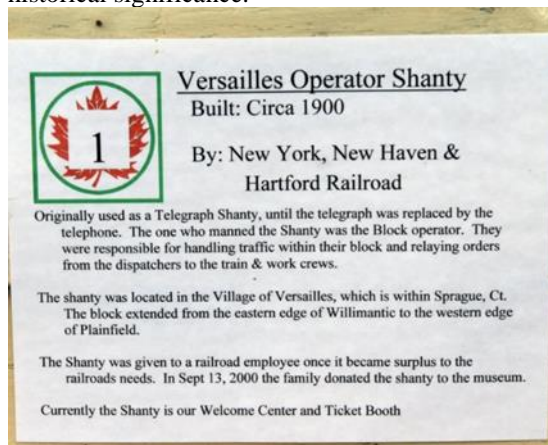 historical significance.
Versailles Operator Shanty
Built: Circa 1900
1
By: New York, New Haven &
Hartford Railroad
Originally used as a Telegraph Shanty, until the telegraph was replaced by the
telephone. The one who manned the Shanty was the Block operator. They
were responsible for handling traffic within their block and relaying orders
from the dispatchers to the train & work crews.
The shanty was located in the Village of Versailles, which is within Sprague, Ct.
The block extended from the eastern edge of Willimantic to the western edge
of Plainfield.
The Shanty was given to a railroad employee once it became surplus to the
railroads needs. In Sept 13, 2000 the family donated the shanty to the museum.
Currently the Shanty is our Welcome Center and Ticket Booth